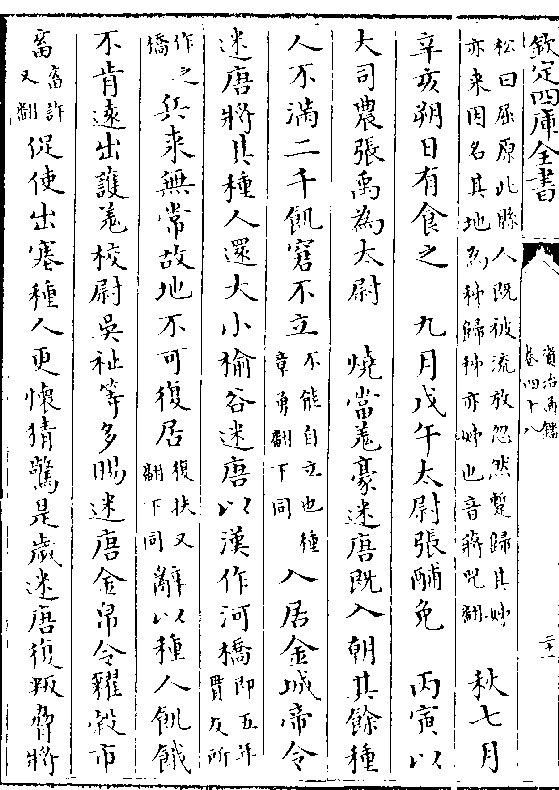 欽定四庫全書
資治通鑑
卷四十八
二十一
松曰屈原此縣人既被流放忽然蹔歸其姊
亦來因名其地為秭歸秭亦姊也音蔣兕翻
秋七月
辛亥朔日有食之 九月戊午太尉張酺免 丙寅以
大司農張禹為太尉 燒當羌豪迷唐既入朝其餘種
人不滿二千飢窘不立
不能自立也種
章勇翻下同
入居金城帝令
迷唐將其種人還大小榆谷迷唐以漢作河橋
即五年
貫友所
作之
橋
兵来無常故地不可復居
復扶又
翻下同
辭以種人飢餓
不肯遠出護羌校尉吳祉等多賜迷唐金帛令糴穀市
畜
畜許
又翻
促使出塞種人更懷猜驚是歲迷唐復叛脅將